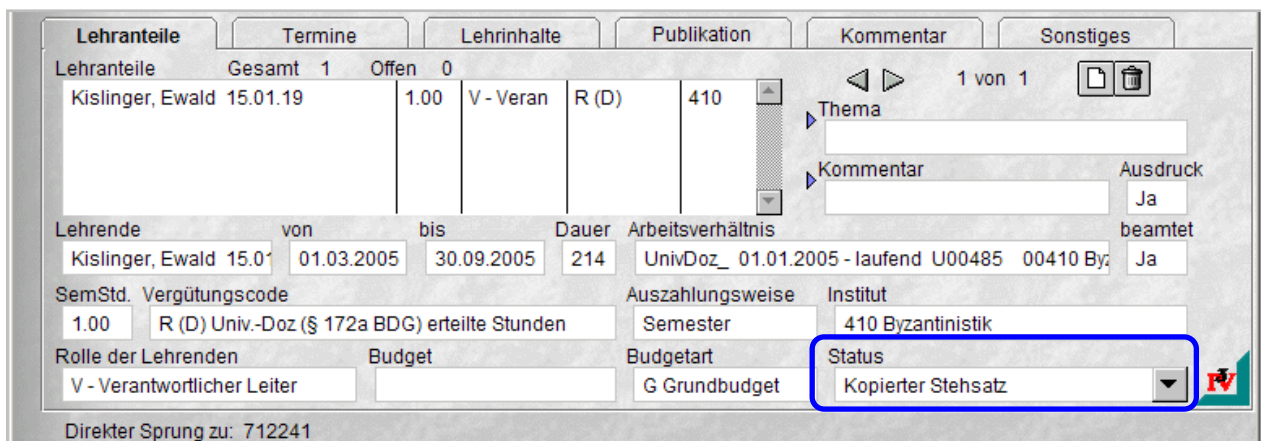 Lehranteile Termine Lehrinhalte Publikation Kommentar Sonstiges
Lehranteile Gesamt 1 Offen 0
1 von 1
Kislinger, Ewald 15.01.19 1.00 V - Veran R (D) 410
Thema
Kommentar Ausdruck
Ja
Lehrende von bis Dauer Arbeitsverhältnis beamtet
Kislinger, Ewald 01.03.2005 30.09.2005 214 UnivDoz_ 01.01.2005 - laufend U00485 00410 Ja
SemStd. Vergütungscode Auszahlungsweise Institut
1.00 R (D) Univ.-Doz (§ 172a BDG) erteilte Stunden Semester 410 Byzantinistik
Rolle der Lehrenden Budget Budgetart Status
V - Verantwortlicher Leiter G Grundbudget Kopierter Stehsatz
Direkter Sprung zu: 712241